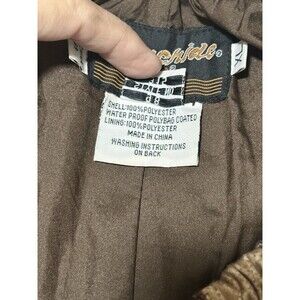 SHELL:100%POLYESTER
WATER PROOF POLYBAG COATED
LINING:100%POLYESTER
MADE IN CHINA
WASHING INSTRUCTIONS
ON BACK